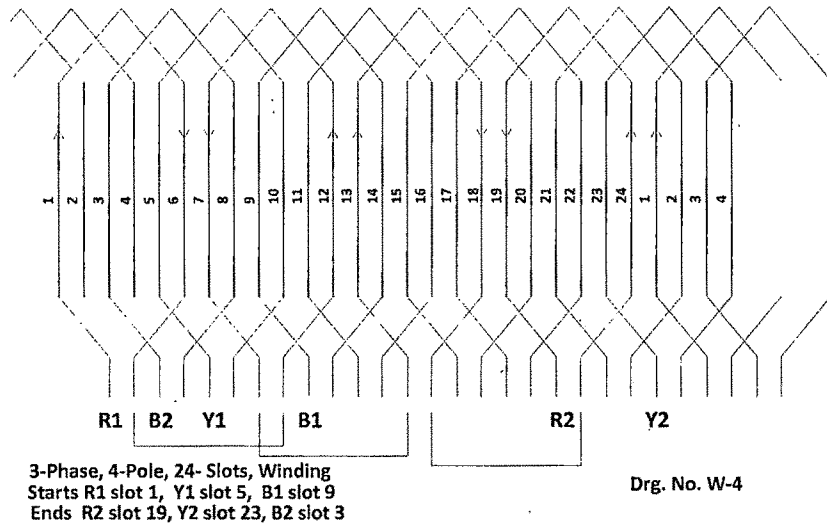 1 2 3 4 5 6 7 8 9 10 11 12 13 14 15 16 17 18 19 20 21 22 23 24 1 2 3 4
R1 B2 Y1 B1 R2 Y2
3-Phase, 4-Pole, 24- Slots, Winding
Starts R1 slot 1, Y1 slot 5, B1 slot 9
Ends R2 slot 19, Y2 slot 23, B2 slot 3
Drg. No. W-4